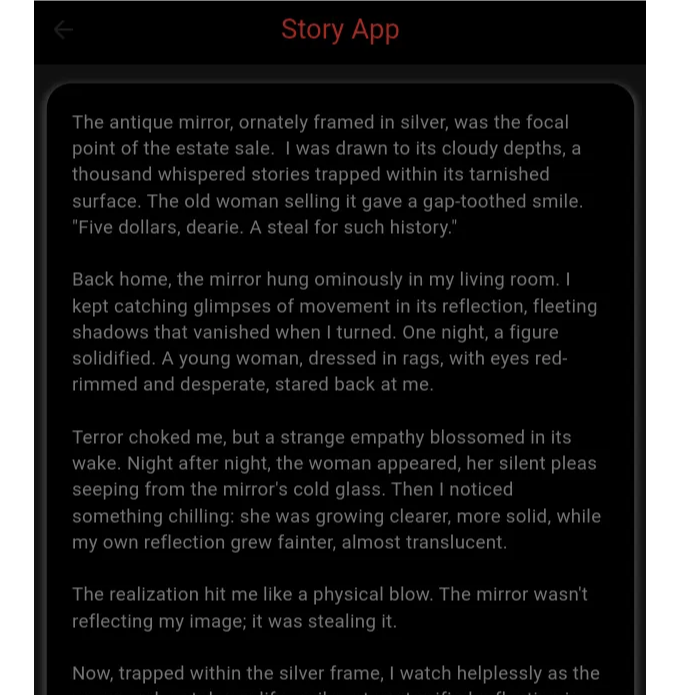 Story App
The antique mirror, ornately framed in silver, was the focal
point of the estate sale.  I was drawn to its cloudy depths, a
thousand whispered stories trapped within its tarnished
surface. The old woman selling it gave a gap-toothed smile.
"Five dollars, dearie. A steal for such history."
Back home, the mirror hung ominously in my living room. I
kept catching glimpses of movement in its reflection, fleeting
shadows that vanished when I turned. One night, a figure
solidified. A young woman, dressed in rags, with eyes red-
rimmed and desperate, stared back at me.
Terror choked me, but a strange empathy blossomed in its
wake. Night after night, the woman appeared, her silent pleas
seeping from the mirror's cold glass. Then I noticed
something chilling: she was growing clearer, more solid, while
my own reflection grew fainter, almost translucent.
The realization hit me like a physical blow. The mirror wasn't
reflecting my image; it was stealing it.
Now, trapped within the silver frame, I watch helplessly as the